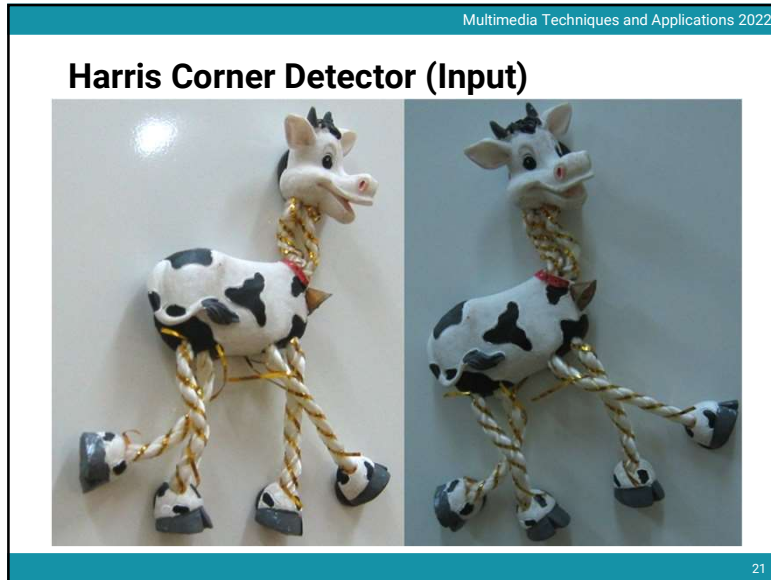 Multimedia Techniques and Applications 2022
Harris Corner Detector (Input)
21